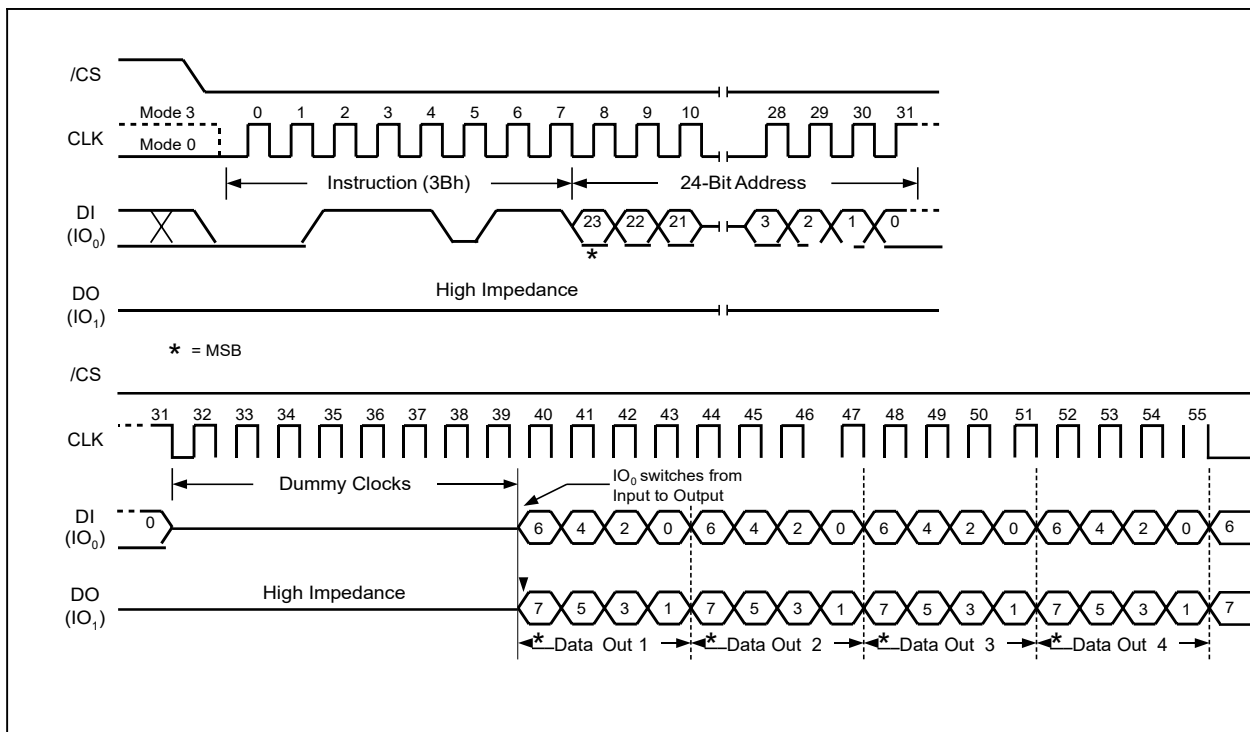 /CS
Mode 3 0 1 2 3 4 5 6 7 8 9 10 28 29 30 31
CLK
Mode 0
Instruction (3Bh) 24-Bit Address
DI 23 22 21 3 2 1 0
(IO0)
*
High Impedance
DO
(IO1)
* = MSB
/CS
31 32 33 34 35 36 37 38 39 40 41 42 43 44 45 46 47 48 49 50 51 52 53 54 55
CLK
Dummy Clocks
IO0 switches from
Input to Output
DI 0 6 4 2 0 6 4 2 0 6 4 2 0 6 4 2 0 6
(IO0)
High Impedance
DO 7 5 3 1 7 5 3 1 7 5 3 1 7 5 3 1 7
(IO1)
* Data Out 1 * Data Out 2 * Data Out 3 * Data Out 4